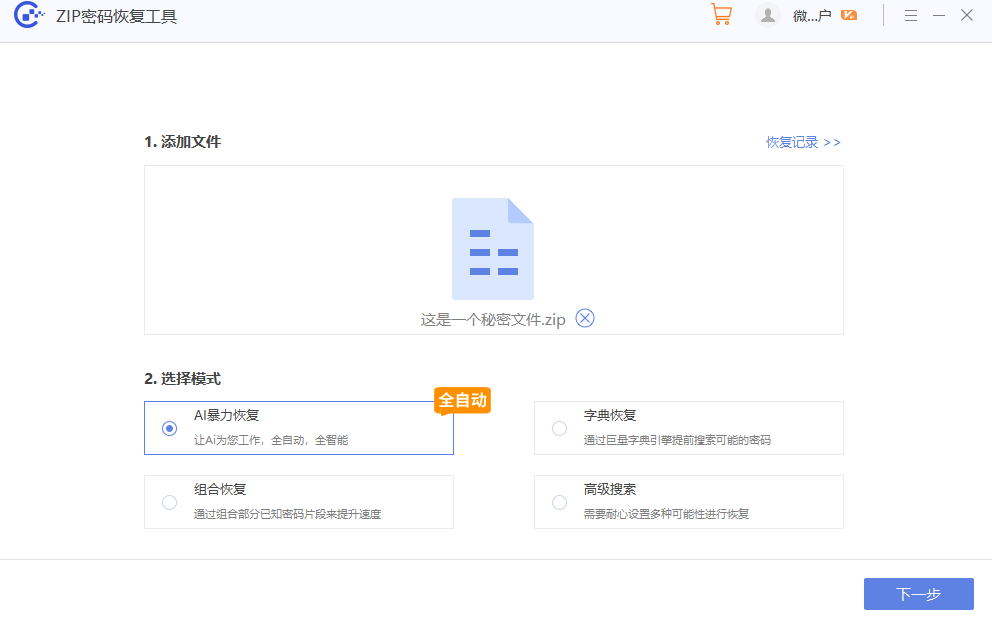 ZIP密码恢复工具
微...户
1. 添加文件
恢复记录 >>
这是一个秘密文件.zip
2. 选择模式
全自动
AI暴力恢复
让Ai为您工作，全自动，全智能
字典恢复
通过巨量字典引擎提前搜索可能的密码
组合恢复
通过组合部分已知密码片段来提升速度
高级搜索
需要耐心设置多种可能性进行恢复
下一步